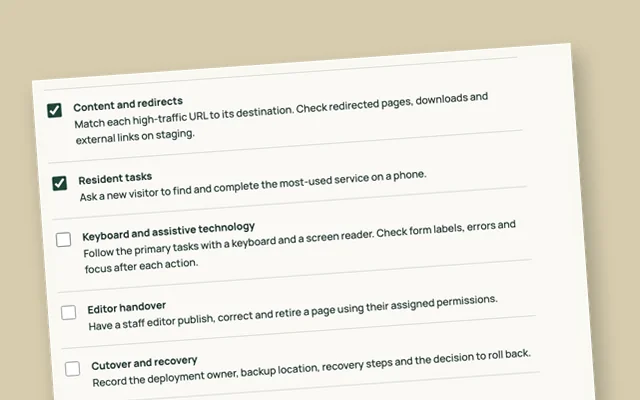 Content and redirects
Match each high-traffic URL to its destination. Check redirected pages, downloads and
external links on staging.
Resident tasks
Ask a new visitor to find and complete the most-used service on a phone.
Keyboard and assistive technology
Follow the primary tasks with a keyboard and a screen reader. Check form labels, errors and
focus after each action.
Editor handover
Have a staff editor publish, correct and retire a page using their assigned permissions.
Cutover and recovery
Record the deployment owner, backup location, recovery steps and the decision to roll back.